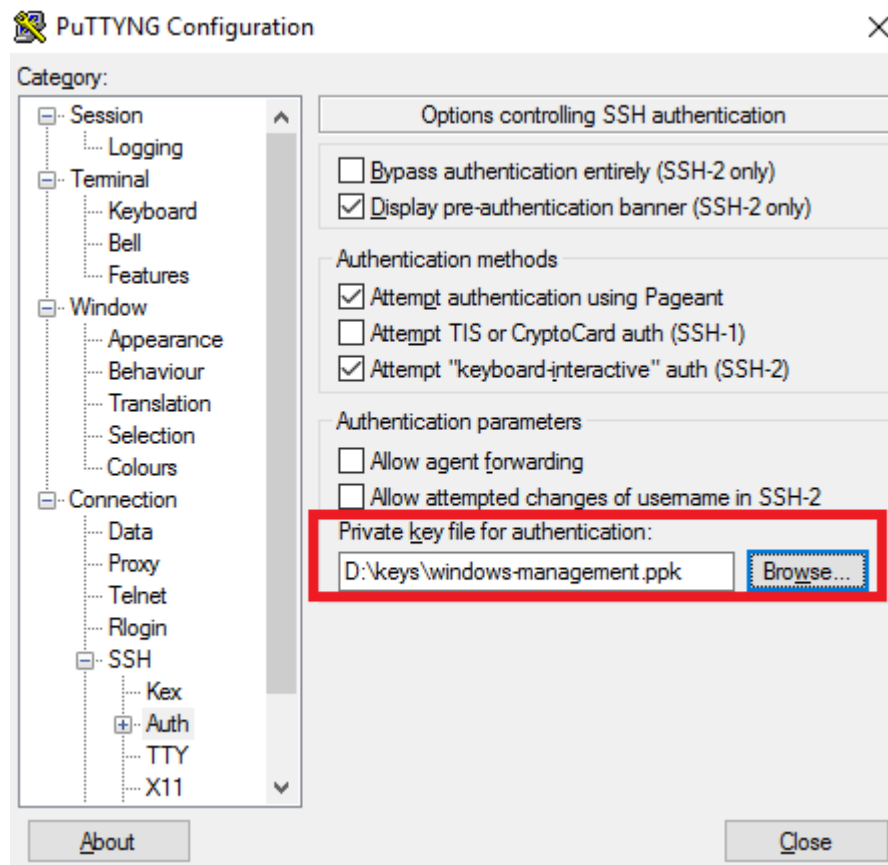 PuTTYNG Configuration
Category:
Session
Logging
Terminal
Keyboard
Bell
Features
Window
Appearance
Behaviour
Translation
Selection
Colours
Connection
Data
Proxy
Telnet
Rlogin
SSH
Kex
Auth
TTY
X11
Options controlling SSH authentication
Bypass authentication entirely (SSH-2 only)
Display pre-authentication banner (SSH-2 only)
Authentication methods
Attempt authentication using Pageant
Attempt TIS or CryptoCard auth (SSH-1)
Attempt "keyboard-interactive" auth (SSH-2)
Authentication parameters
Allow agent forwarding
Allow attempted changes of username in SSH-2
Private key file for authentication:
D:\keys\windows-management.ppk
Browse...
About
Close